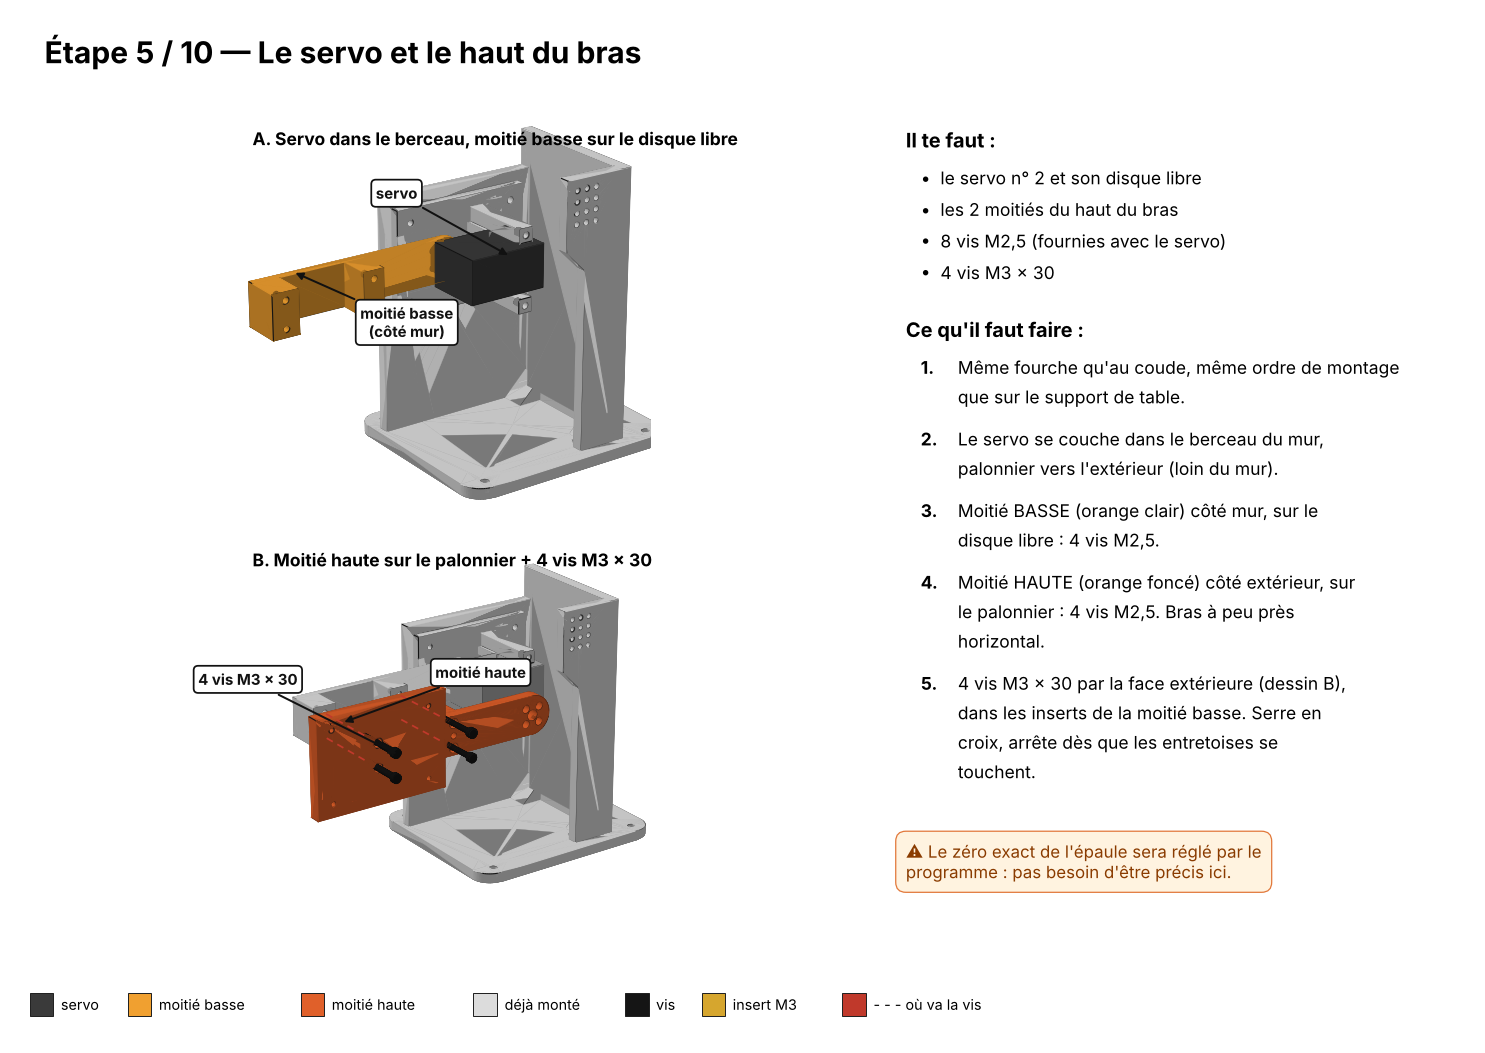 Étape 5 / 10 — Le servo et le haut du bras
A. Servo dans le berceau, moitié basse sur le disque libre
servo
moitié basse
(côté mur)
B. Moitié haute sur le palonnier + 4 vis M3 × 30
4 vis M3 × 30
moitié haute
Il te faut :
• le servo n° 2 et son disque libre
• les 2 moitiés du haut du bras
• 8 vis M2,5 (fournies avec le servo)
• 4 vis M3 × 30
Ce qu'il faut faire :
1. Même fourche qu'au coude, même ordre de montage
que sur le support de table.
2. Le servo se couche dans le berceau du mur,
palonnier vers l'extérieur (loin du mur).
3. Moitié BASSE (orange clair) côté mur, sur le
disque libre : 4 vis M2,5.
4. Moitié HAUTE (orange foncé) côté extérieur, sur
le palonnier : 4 vis M2,5. Bras à peu près
horizontal.
5. 4 vis M3 × 30 par la face extérieure (dessin B),
dans les inserts de la moitié basse. Serre en
croix, arrête dès que les entretoises se
touchent.
⚠ Le zéro exact de l'épaule sera réglé par le
programme : pas besoin d'être précis ici.
servo
moitié basse
moitié haute
déjà monté
vis
insert M3
- - - où va la vis